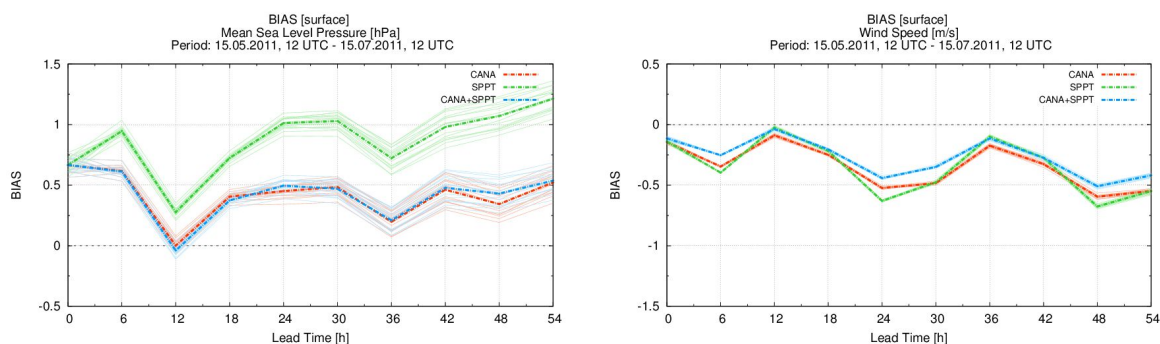 BIAS [surface]
Mean Sea Level Pressure [hPa]
Period: 15.05.2011, 12 UTC - 15.07.2011, 12 UTC
1.5
1
0.5
0
-0.5
BIAS
CANA
SPPT
CANA+SPPT
0 6 12 18 24 30 36 42 48 54
Lead Time [h]
BIAS [surface]
Wind Speed [m/s]
Period: 15.05.2011, 12 UTC - 15.07.2011, 12 UTC
0.5
0
-0.5
-1
-1.5
BIAS
CANA
SPPT
CANA+SPPT
0 6 12 18 24 30 36 42 48 54
Lead Time [h]